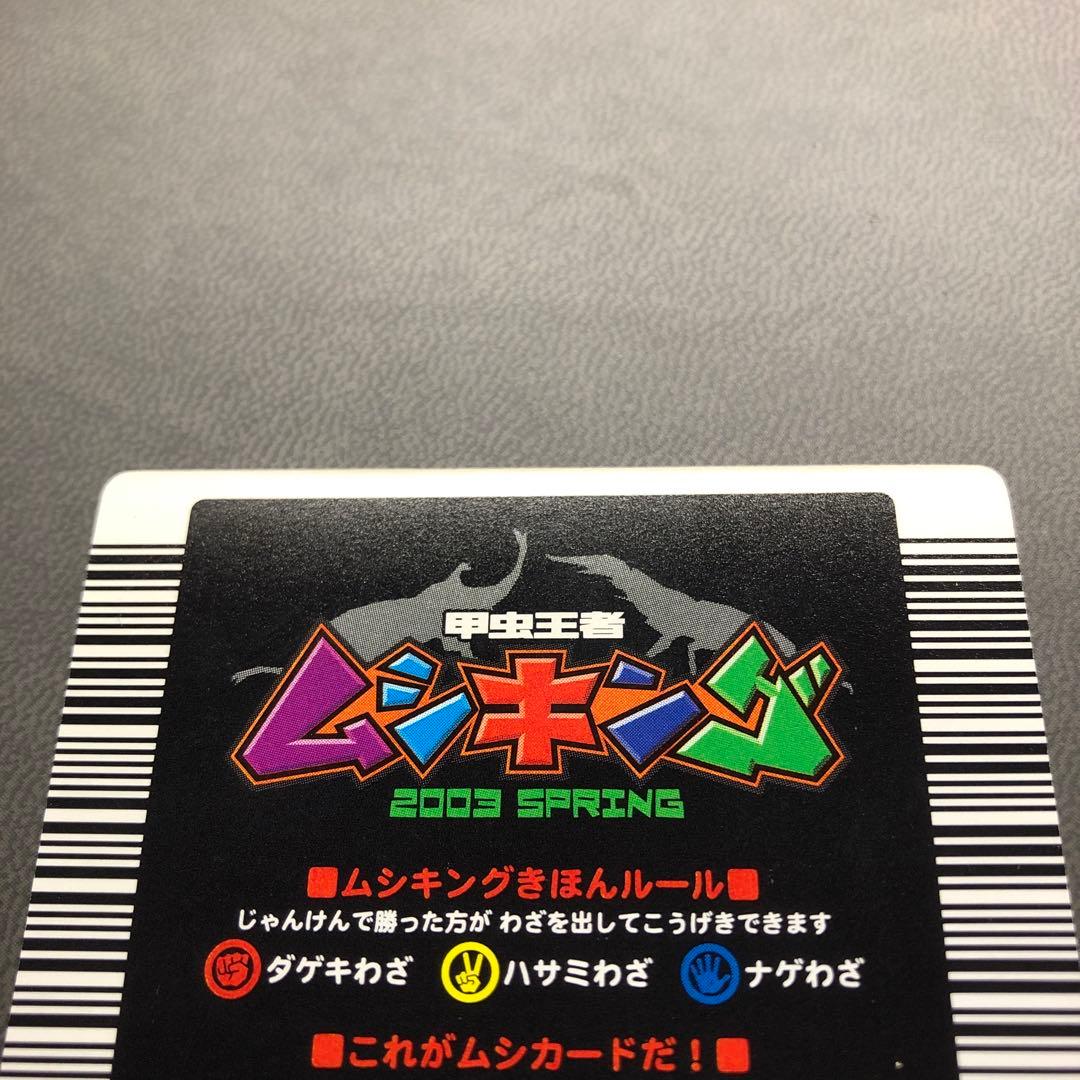 甲虫王者
ムシキング
2003 SPRING
■ムシキングきほんルール■
じゃんけんで勝った方が わざを出してこうげきできます
ダゲキわざ ハサミわざ ナゲわざ
■これがムシカードだ！■